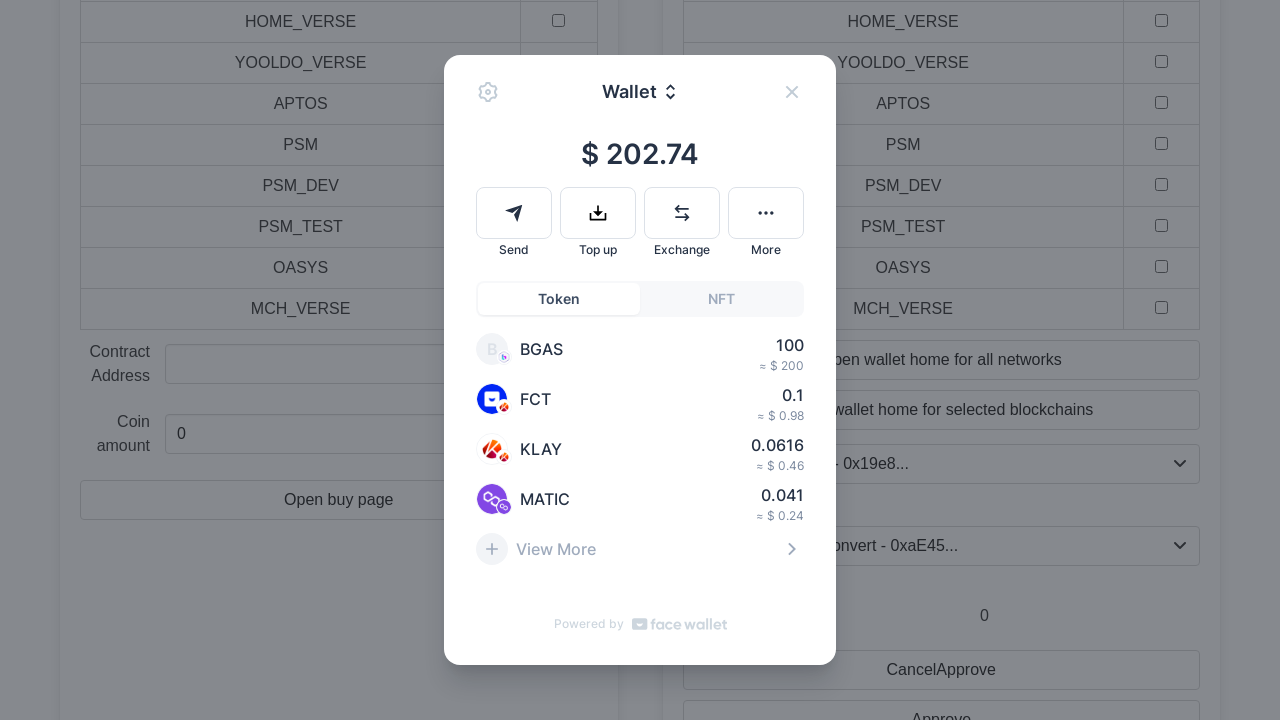 HOME_VERSE
HOME_VERSE
YOOLDO_VERSE
YOOLDO_VERSE
APTOS
APTOS
PSM
PSM
PSM_DEV
PSM_DEV
PSM_TEST
PSM_TEST
OASYS
OASYS
MCH_VERSE
MCH_VERSE
Contract
Address
Coin
amount
0
Open buy page
Wallet
$ 202.74
Send
Top up
Exchange
More
Token
NFT
B
BGAS
100
≈ $ 200
FCT
0.1
≈ $ 0.98
KLAY
0.0616
≈ $ 0.46
MATIC
0.041
≈ $ 0.24
View More
Powered by face wallet
wallet home for all networks
wallet home for selected blockchains
- 0x19e8...
- 0xaE45...
0
CancelApprove
Approve